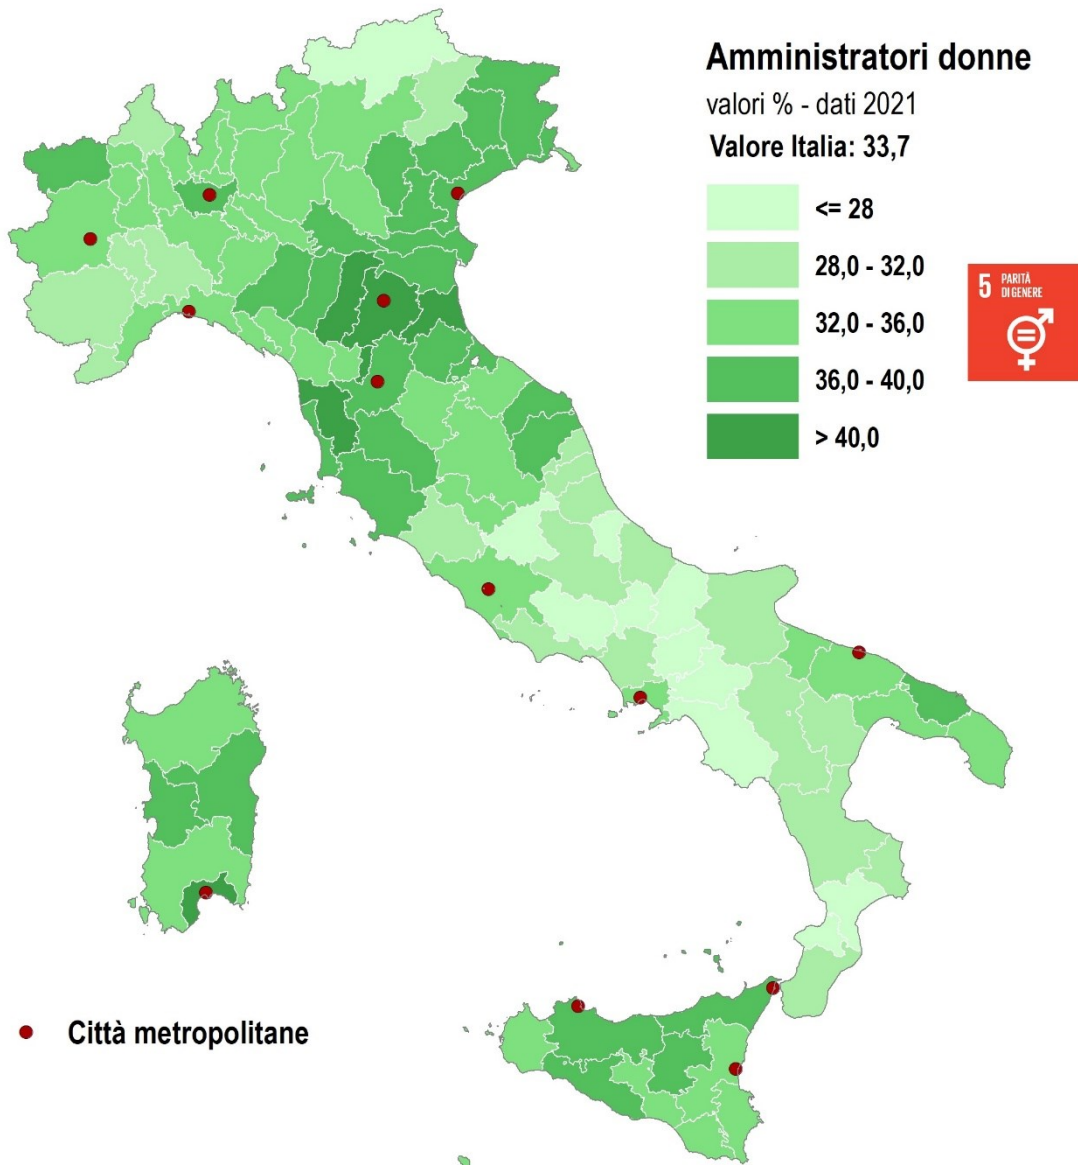 Amministratori donne
valori % - dati 2021
Valore Italia: 33,7
<= 28
28,0 - 32,0
32,0 - 36,0
36,0 - 40,0
> 40,0
5 PARITÀ
DI GENERE
Città metropolitane